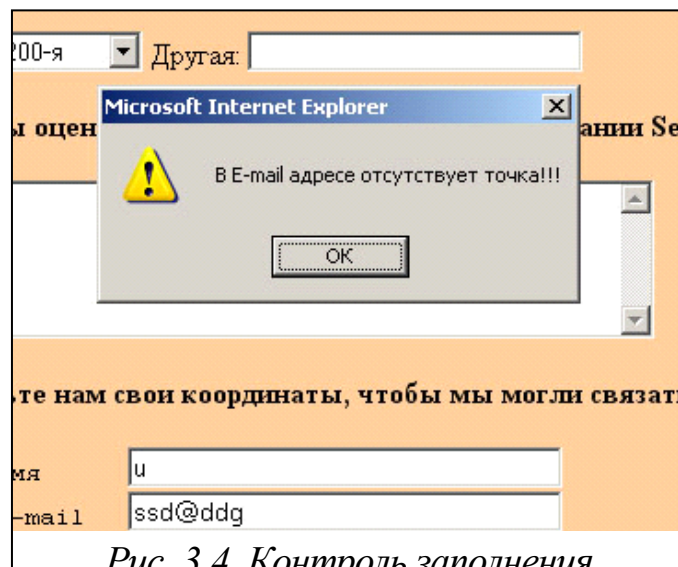 200-я Другая:
Microsoft Internet Explorer
ы оцен ании Se
В E-mail адресе отсутствует точка!!!
OK
те нам свои координаты, чтобы мы могли связат
мя u
-mail ssd@ddg
Рис. 3.4. Контроль заполнения